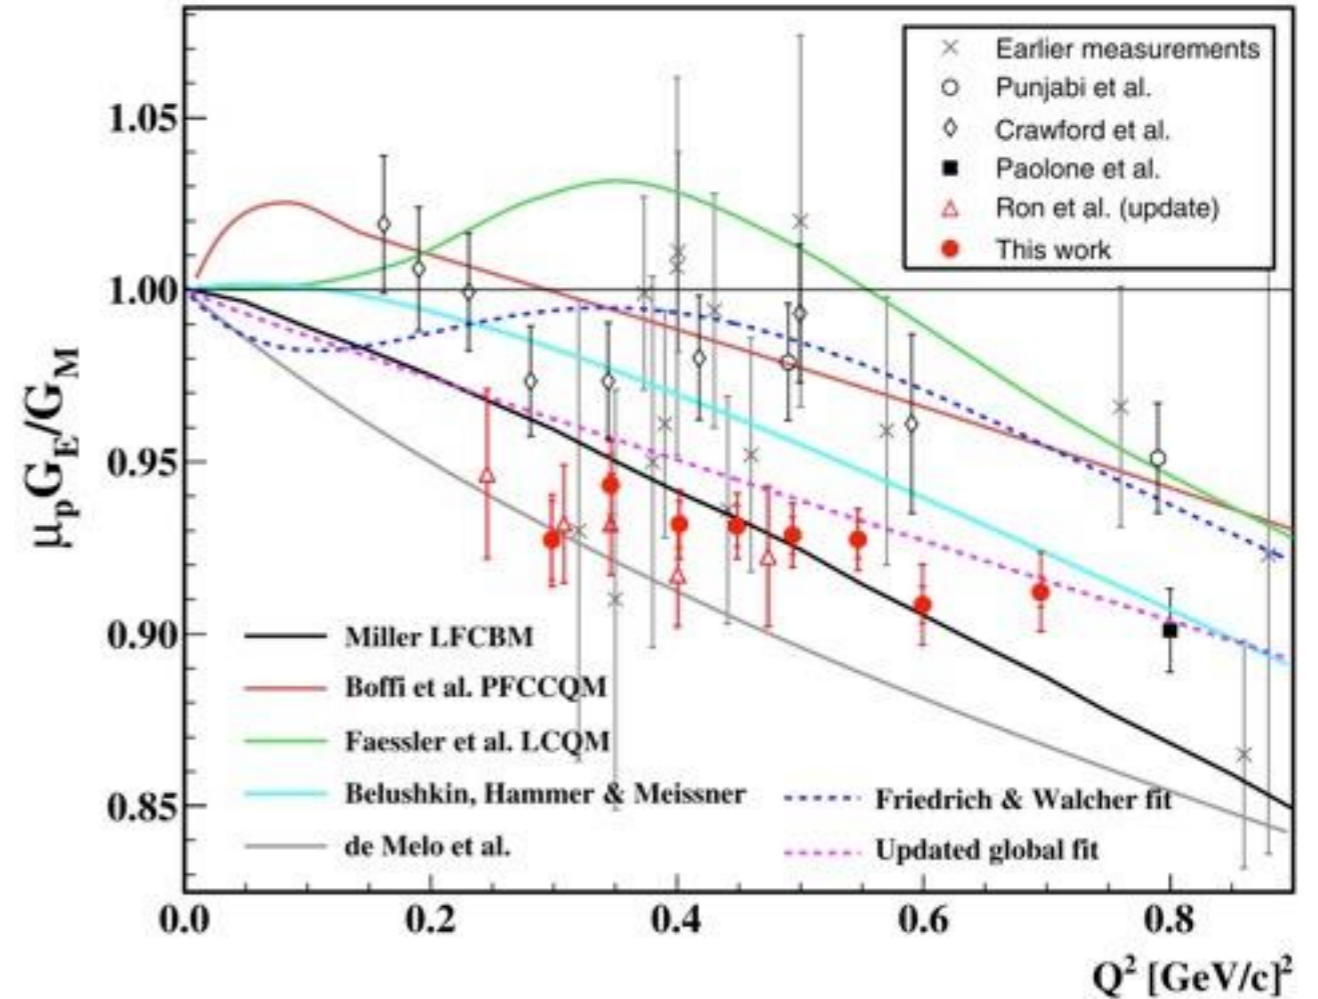 Earlier measurements
Punjabi et al.
Crawford et al.
Paolone et al.
Ron et al. (update)
This work
1.05
1.00
0.95
0.90
0.85
μpGE/GM
Miller LFCBM
Boffi et al. PFCCQM
Faessler et al. LCQM
Belushkin, Hammer & Meissner
de Melo et al.
Friedrich & Walcher fit
Updated global fit
0.0 0.2 0.4 0.6 0.8
Q² [GeV/c]²